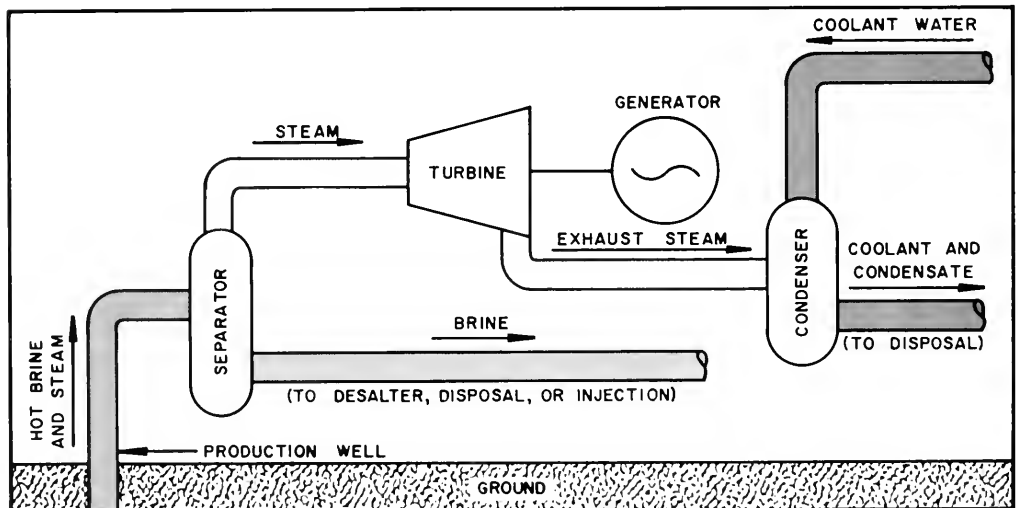 COOLANT WATER
GENERATOR
STEAM
TURBINE
EXHAUST STEAM
COOLANT AND
CONDENSATE
CONDENSER
(TO DISPOSAL)
SEPARATOR
HOT BRINE
AND STEAM
BRINE
(TO DESALTER, DISPOSAL, OR INJECTION)
PRODUCTION WELL
GROUND